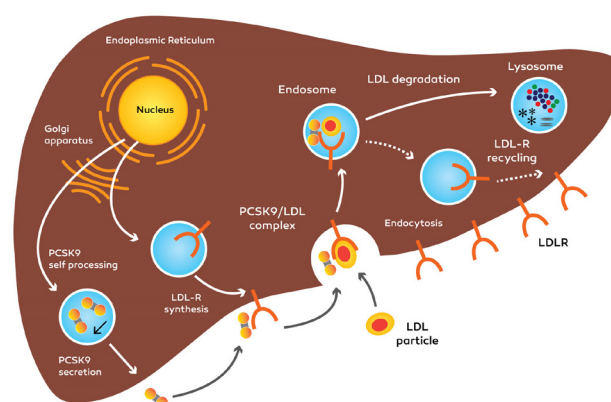 Endoplasmic Reticulum
Nucleus
Golgi
apparatus
PCSK9
self processing
PCSK9
secretion
LDL-R
synthesis
PCSK9/LDL
complex
Endosome
LDL degradation
Lysosome
LDL-R
recycling
Endocytosis
LDLR
LDL
particle